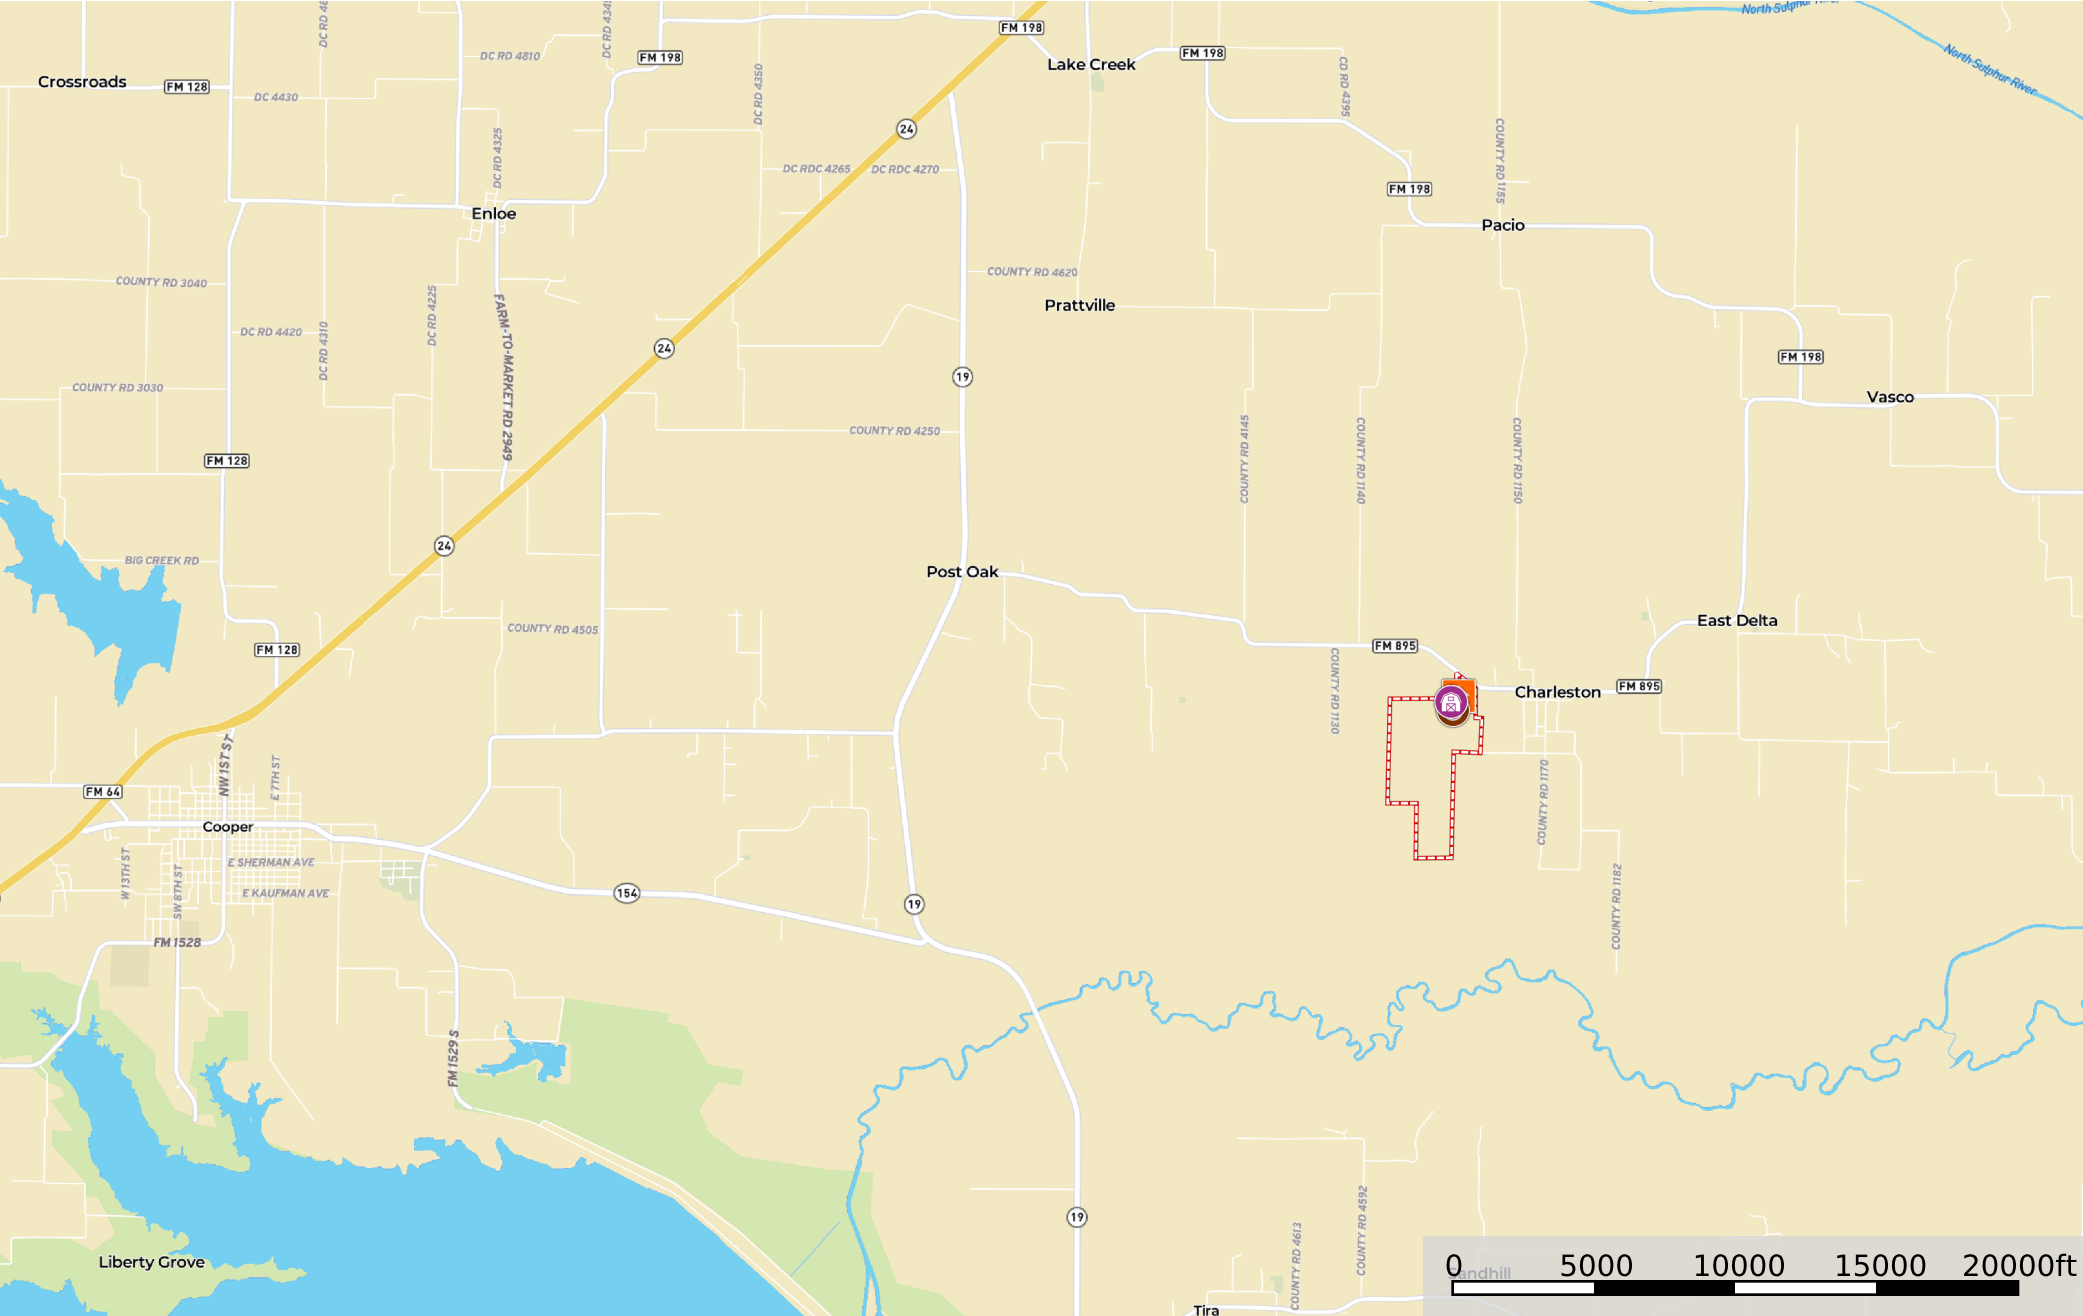 North Sulphur River
DC RD 4810
FM 198
FM 198
Lake Creek
FM 198
North Sulphur River
Crossroads
FM 128
DC 4430
DC RD 4350
CD RD 4395
24
DC RD 4325
COUNTY RD 1155
DC RDC 4265
DC RDC 4270
FM 198
Enloe
Pacio
COUNTY RD 3040
COUNTY RD 4620
Prattville
DC RD 4225
DC RD 4420
DC RD 4310
FARM-TO-MARKET RD 2949
24
FM 198
19
COUNTY RD 3030
Vasco
COUNTY RD 4250
COUNTY RD 4145
COUNTY RD 1140
COUNTY RD 1150
FM 128
24
BIG CREEK RD
Post Oak
COUNTY RD 4505
East Delta
FM 128
FM 895
COUNTY RD 1130
FM 895
Charleston
NW 1ST ST
E 7TH ST
FM 64
COUNTY RD 1170
Cooper
E SHERMAN AVE
W 13TH ST
SW 8TH ST
E KAUFMAN AVE
154
19
COUNTY RD 1182
FM 1528
FM 1529 S
19
COUNTY RD 4592
COUNTY RD 4613
Liberty Grove
0 5000 10000 15000 20000ft
Sandhill
Tira